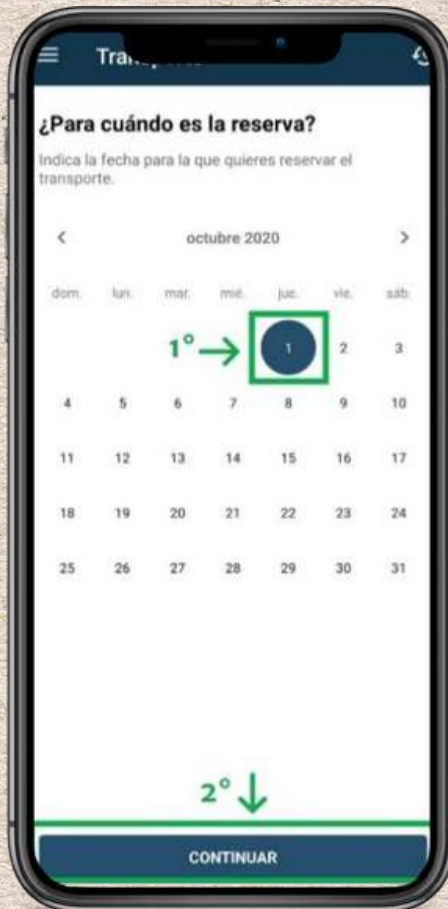 ¿Para cuándo es la reserva?
Indica la fecha para la que quieres reservar el
transporte.
< octubre 2020 >
dom. lun. mar. mié. jue. vie. sáb.
1° → 1 2 3
4 5 6 7 8 9 10
11 12 13 14 15 16 17
18 19 20 21 22 23 24
25 26 27 28 29 30 31
2° ↓
CONTINUAR